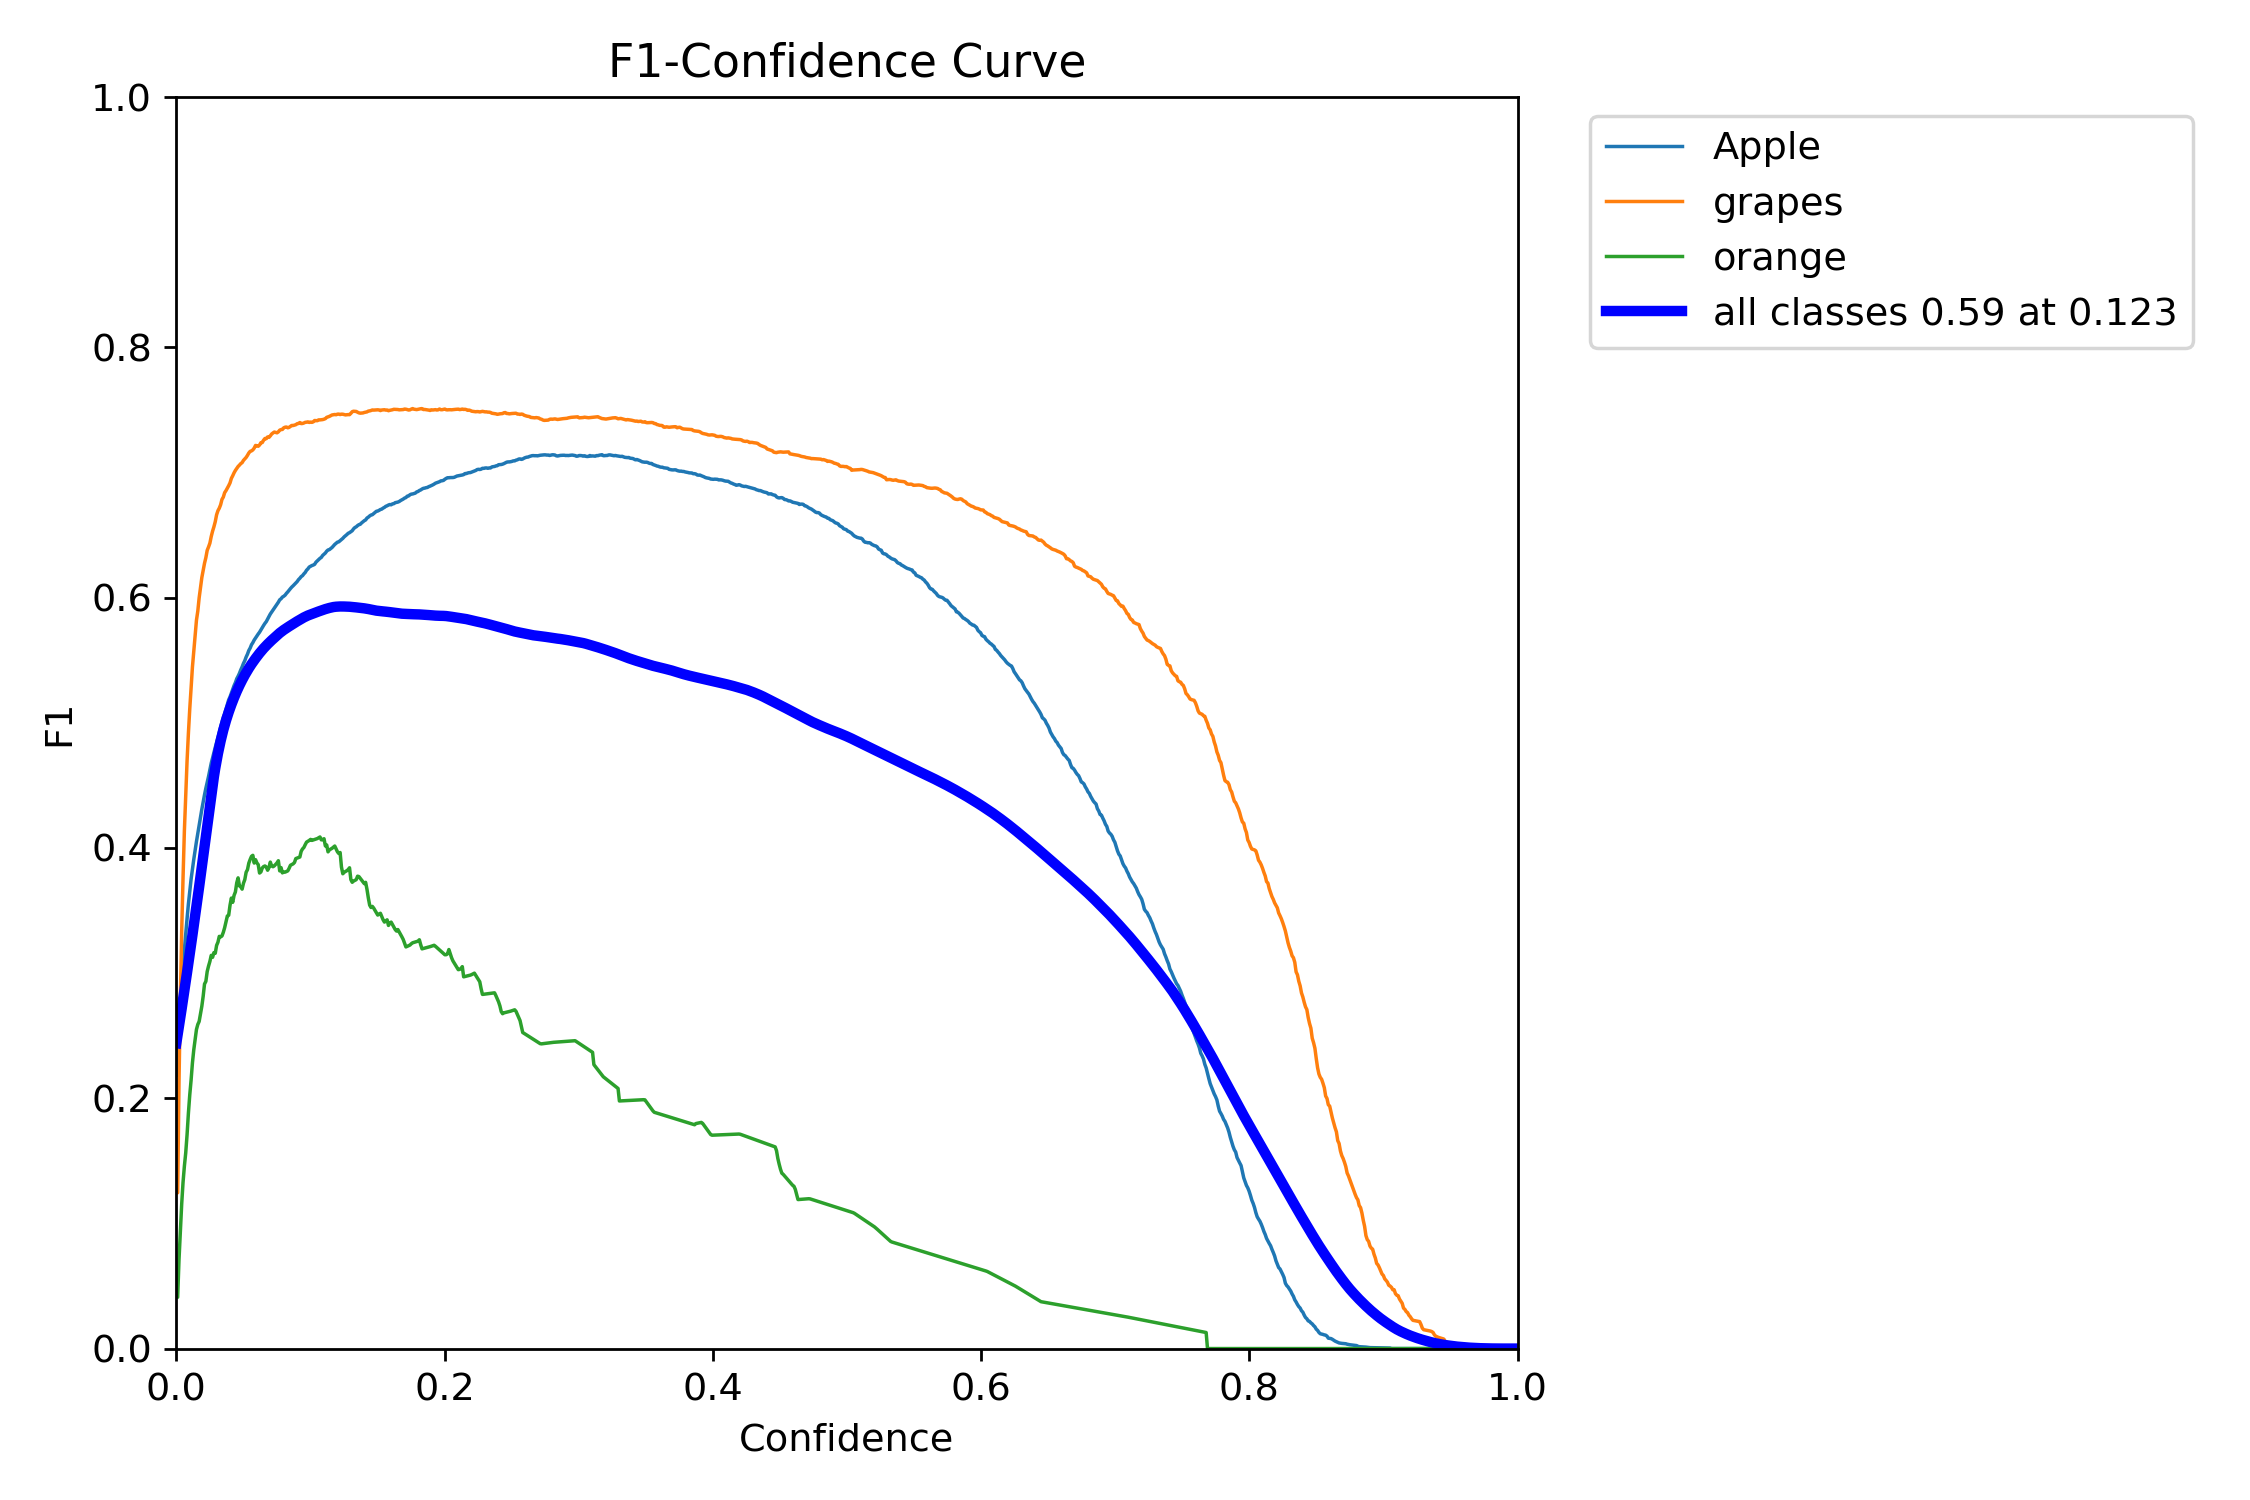 F1-Confidence Curve
1.0
0.8
0.6
0.4
0.2
0.0
F1
0.0 0.2 0.4 0.6 0.8 1.0
Confidence
Apple
grapes
orange
all classes 0.59 at 0.123